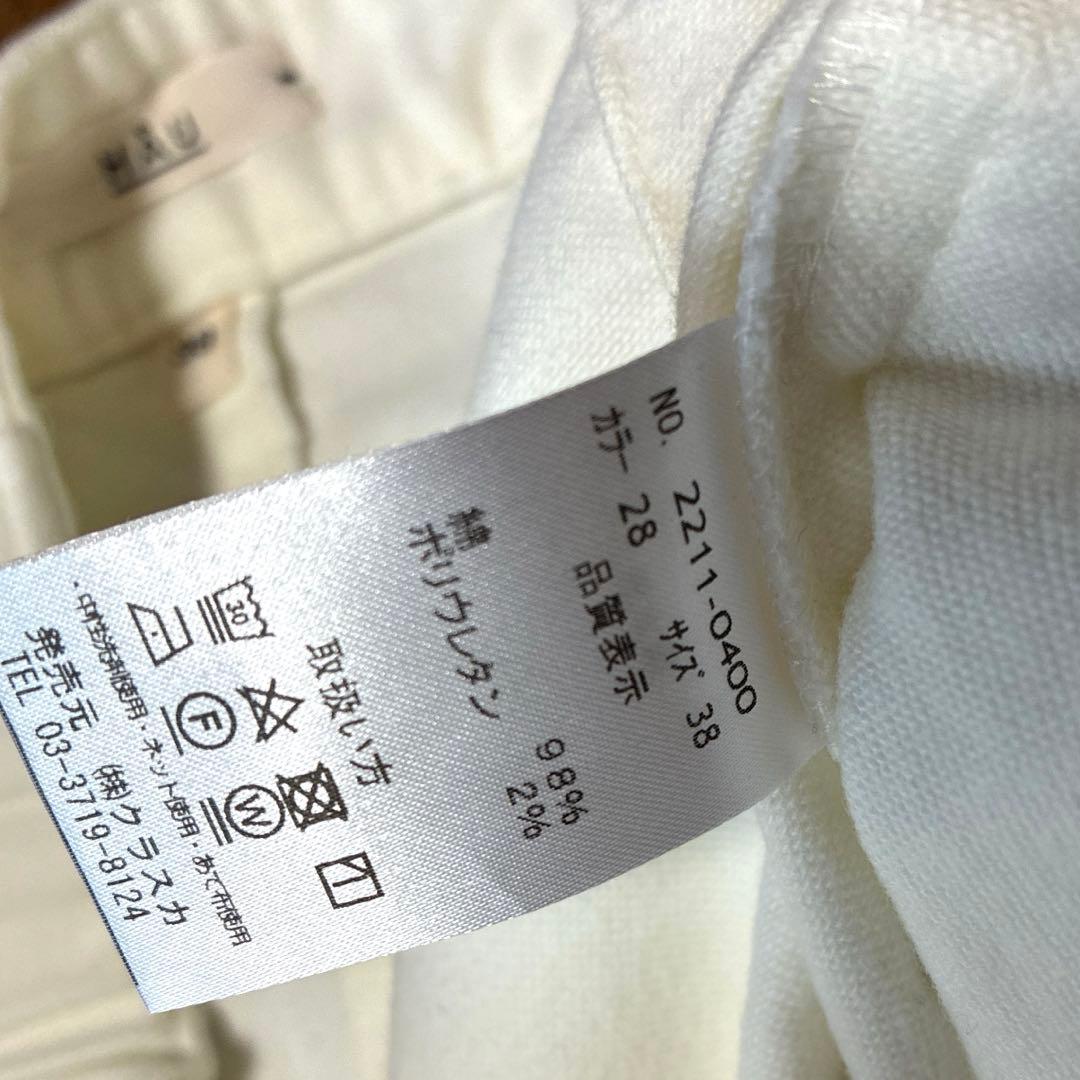 NO. 2211-0400
カラー 28 サイズ 38
品質表示
綿 98%
ポリウレタン 2%
取扱い方
30
F W
・中性洗剤使用・ネット使用・あて布使用
発売元 ㈱クラスカ
TEL 03-3719-8124